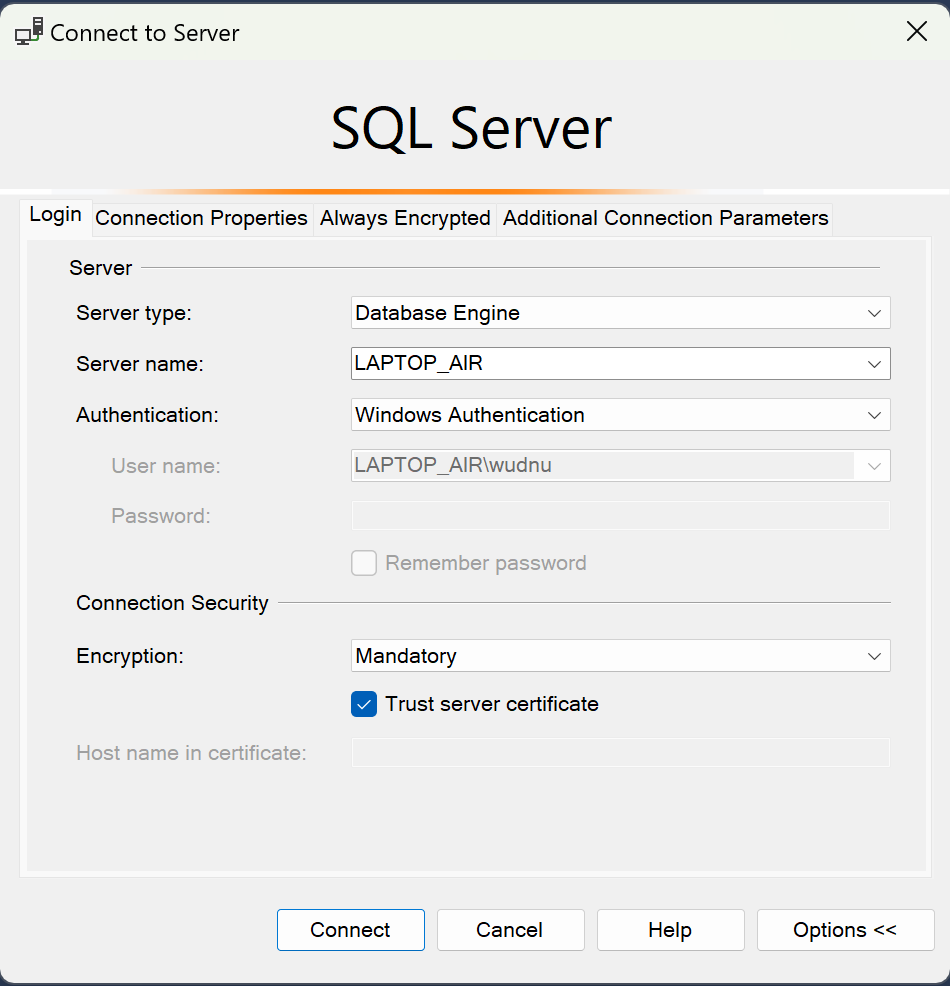 Connect to Server
SQL Server
Login Connection Properties Always Encrypted Additional Connection Parameters
Server
Server type: Database Engine
Server name: LAPTOP_AIR
Authentication: Windows Authentication
User name: LAPTOP_AIR\wudnu
Password:
Remember password
Connection Security
Encryption: Mandatory
Trust server certificate
Host name in certificate:
Connect Cancel Help Options <<